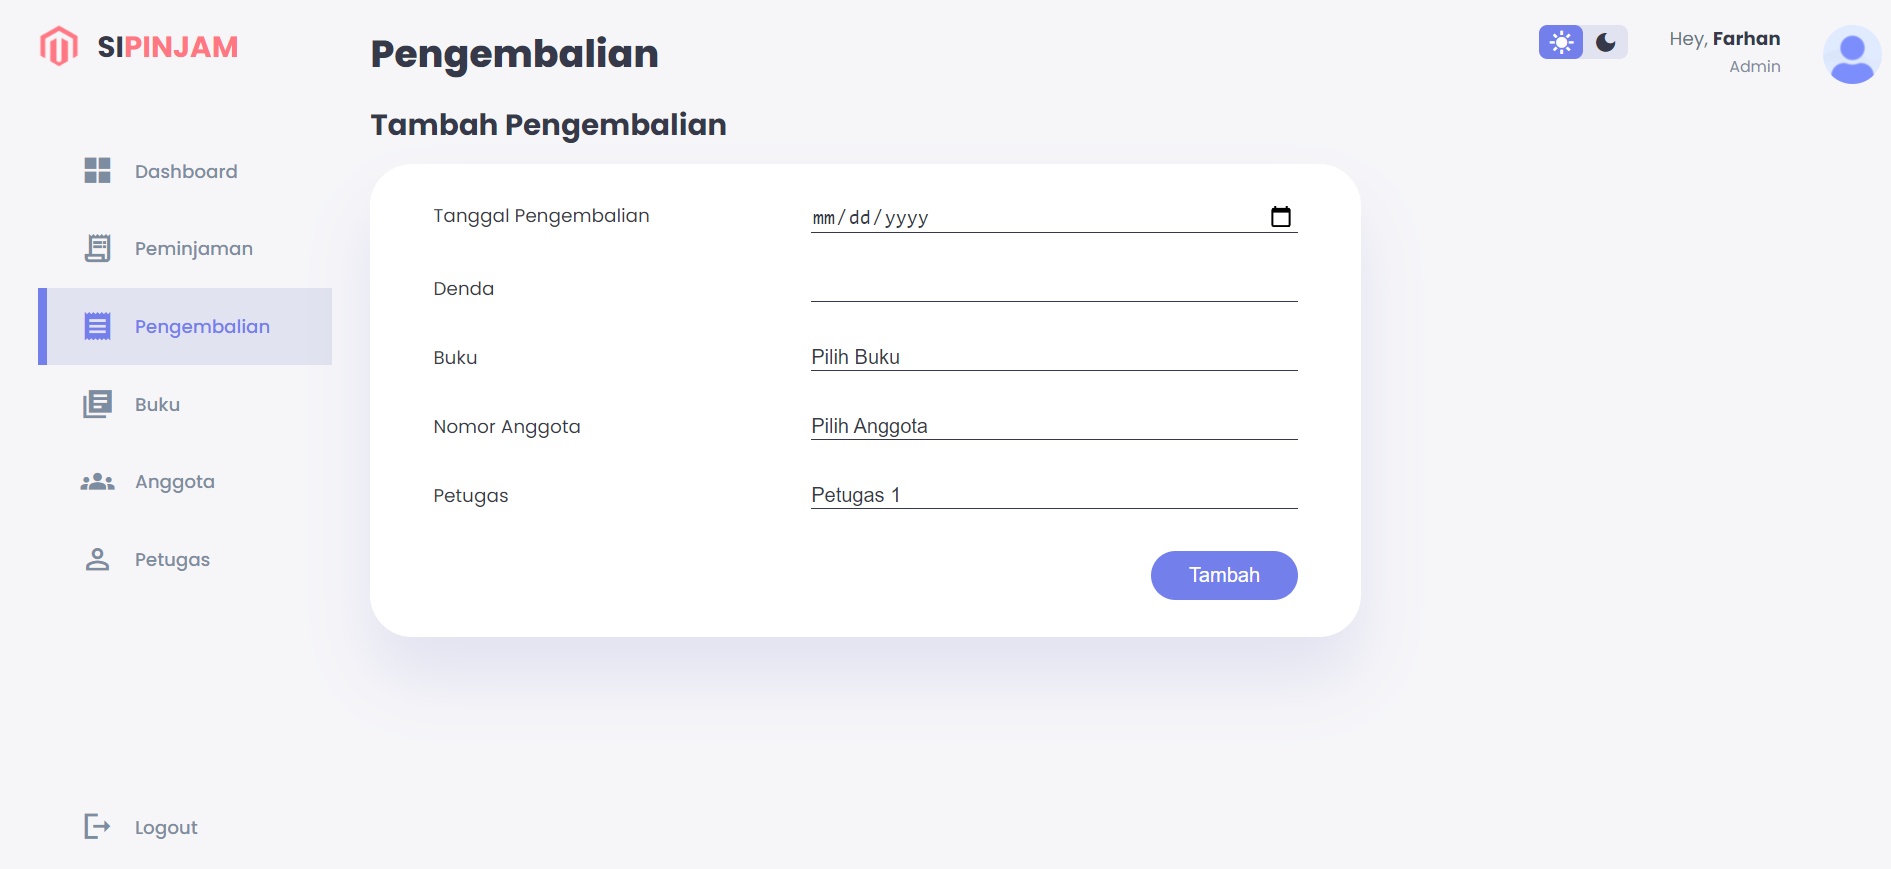 SIPINJAM
Dashboard
Peminjaman
Pengembalian
Buku
Anggota
Petugas
Logout
Pengembalian
Hey, Farhan
Admin
Tambah Pengembalian
Tanggal Pengembalian mm/dd/yyyy
Denda
Buku Pilih Buku
Nomor Anggota Pilih Anggota
Petugas Petugas 1
Tambah